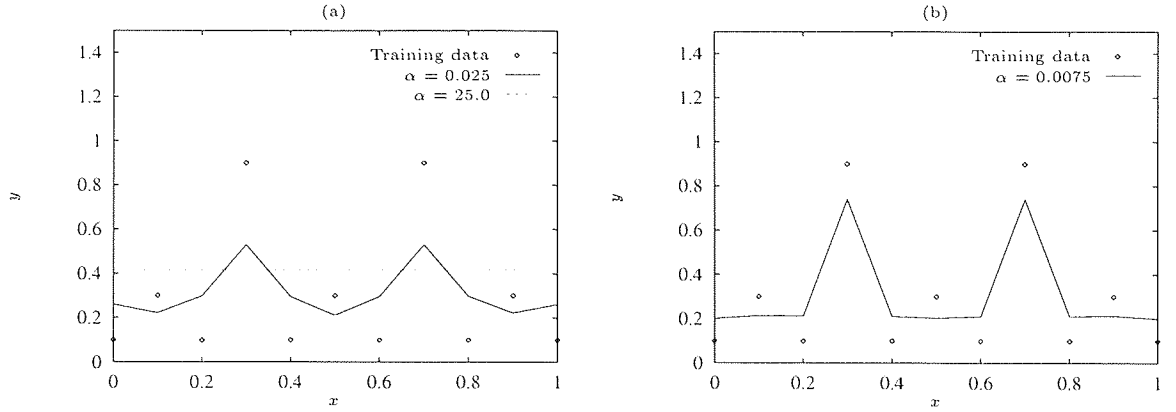 (a)
Training data
α = 0.025
α = 25.0
1.4
1.2
1
0.8
0.6
0.4
0.2
0
y
0 0.2 0.4 0.6 0.8 1
x
(b)
Training data
α = 0.0075
1.4
1.2
1
0.8
0.6
0.4
0.2
0
y
0 0.2 0.4 0.6 0.8 1
x